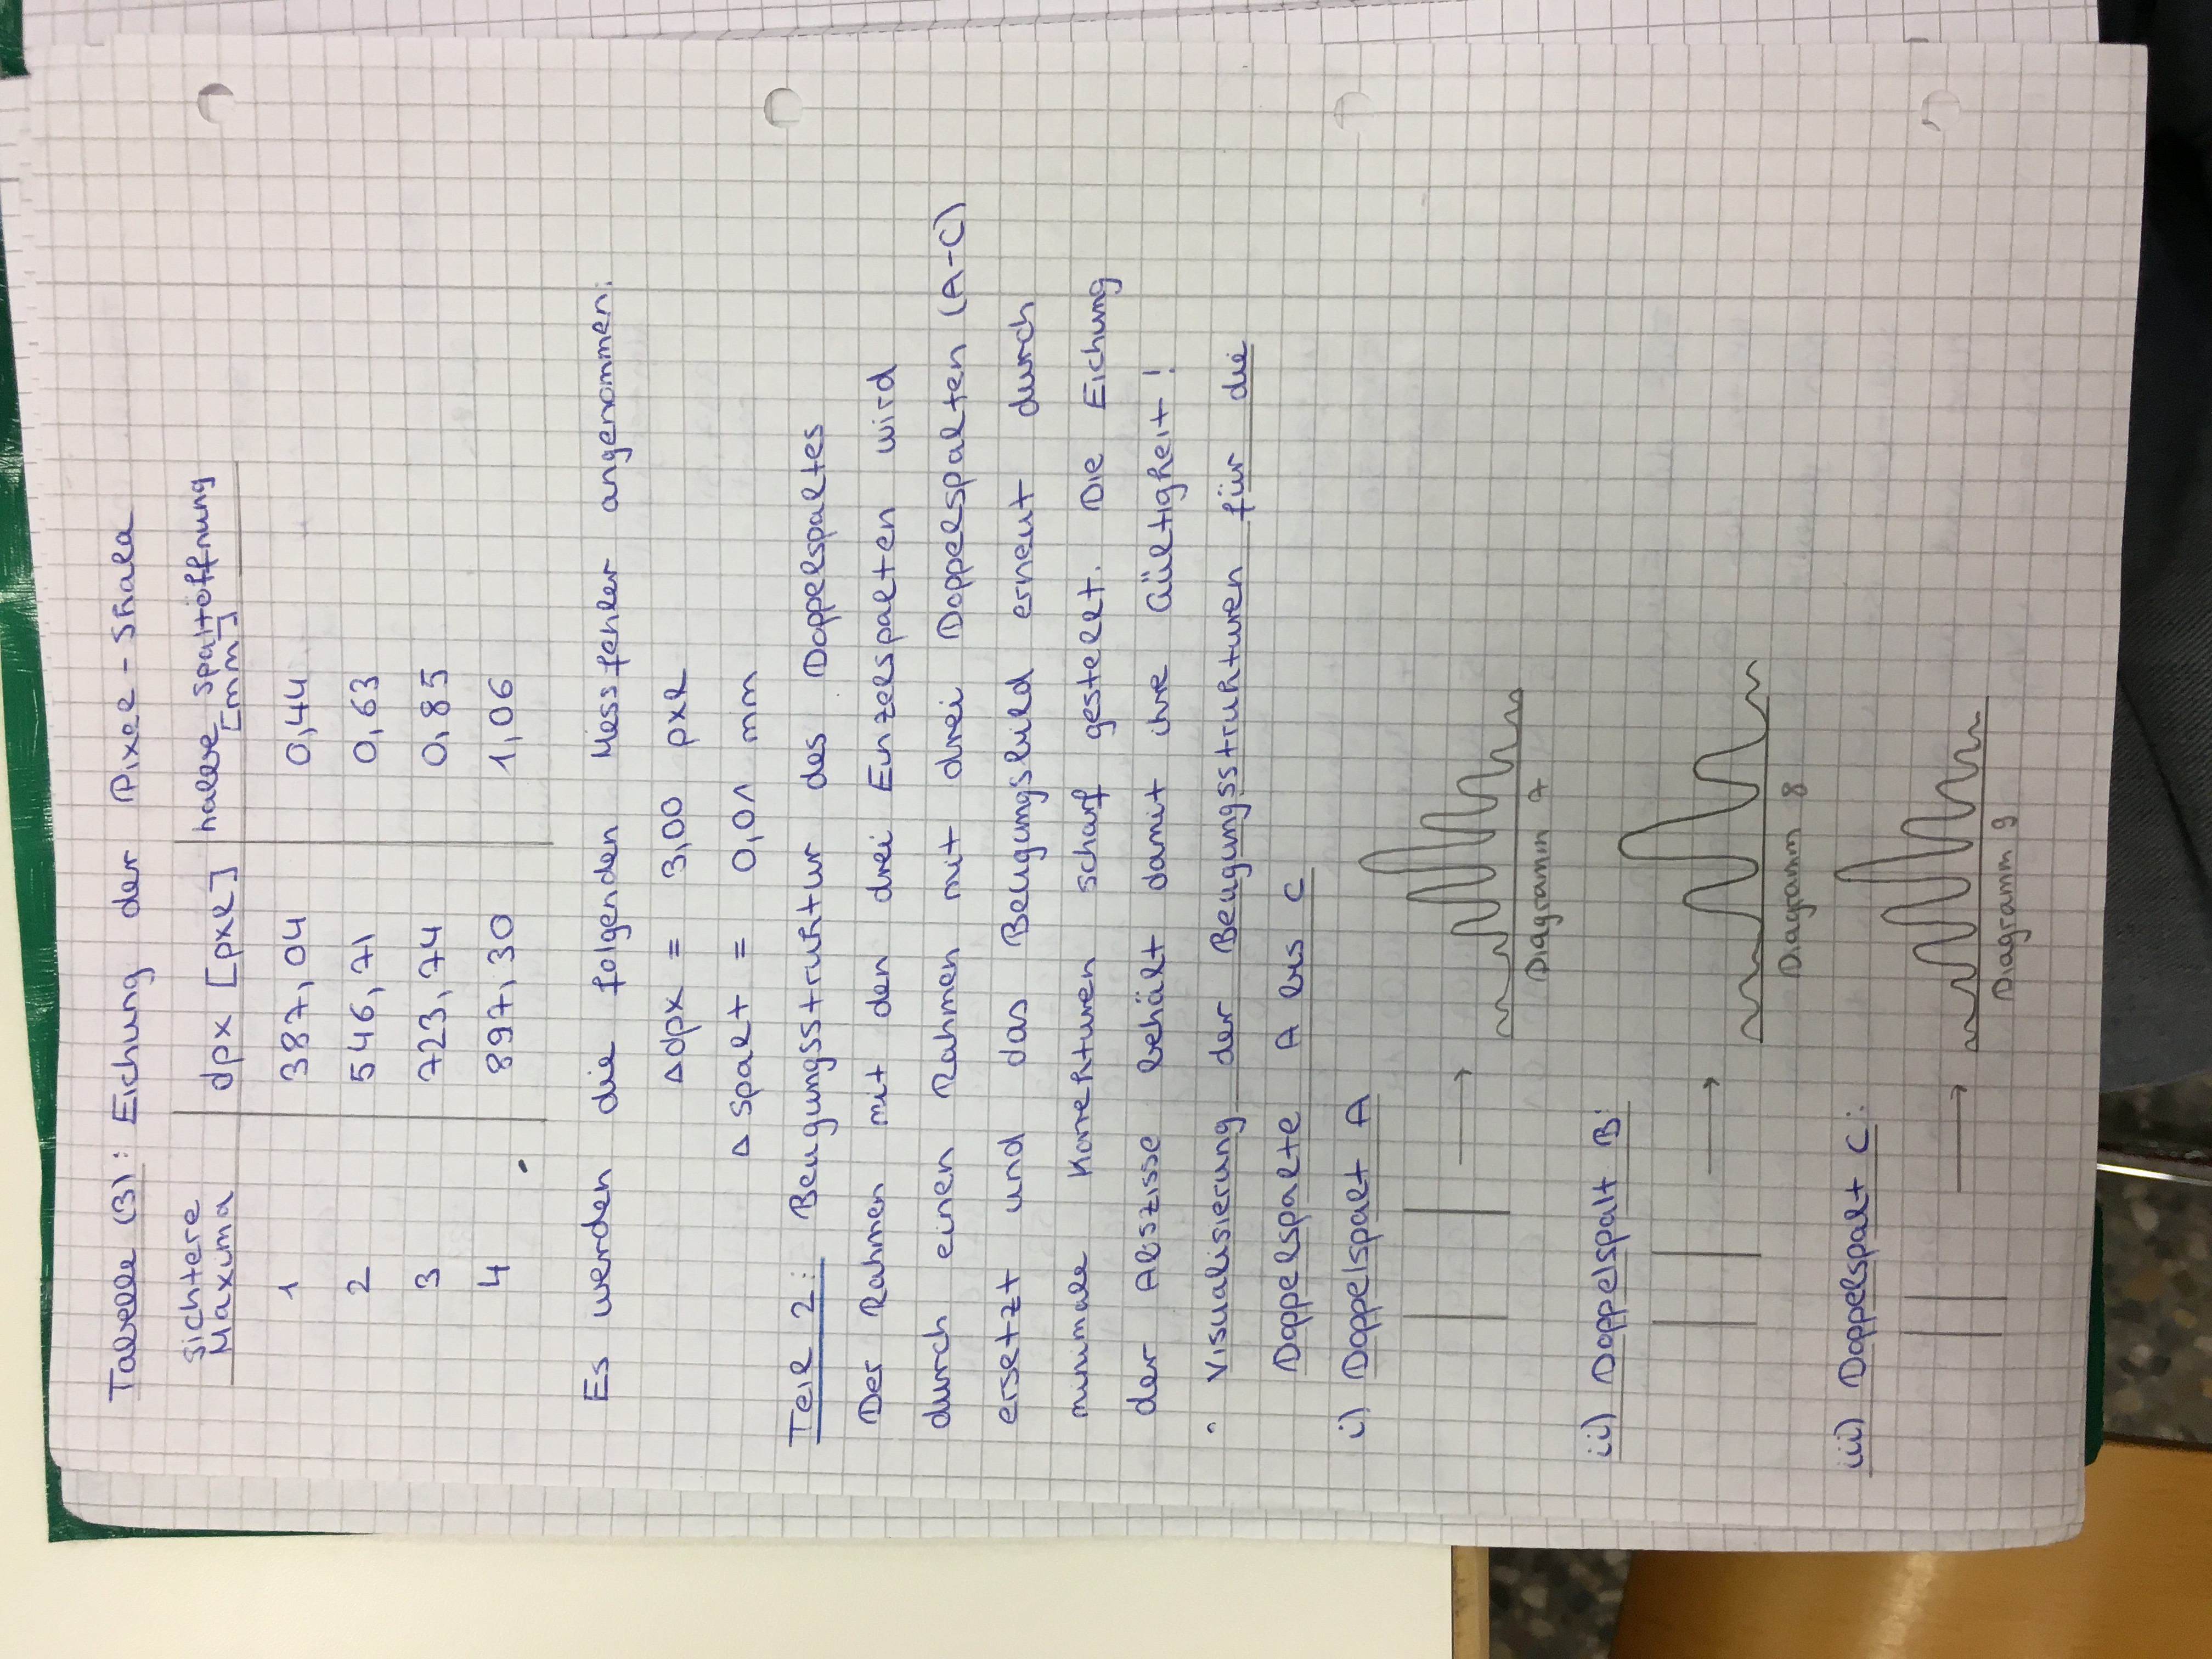 Tabelle (3): Eichung der Pixel-Skala
sichtbare Maxima dpx [pxl] halbe Spaltöffnung [mm]
1 387,04 0,44
2 546,71 0,63
3 723,74 0,85
4 897,30 1,06
Es werden die folgenden Messfehler angenommen:
Δdpx = 3,00 pxl
Δ spalt = 0,01 mm
Teil 2: Beugungsstruktur des Doppelspaltes
Der Rahmen mit den drei Einzelspalten wird
durch einen Rahmen mit drei Doppelspalten (A-C)
ersetzt und das Beugungsbild erneut durch
minimale Korrekturen scharf gestellt. Die Eichung
der Abszisse behält damit ihre Gültigkeit!
• Visualisierung der Beugungsstrukturen für die
Doppelspalte A bis C
i) Doppelspalt A
Diagramm 7
ii) Doppelspalt B:
Diagramm 8
iii) Doppelspalt C:
Diagramm 9